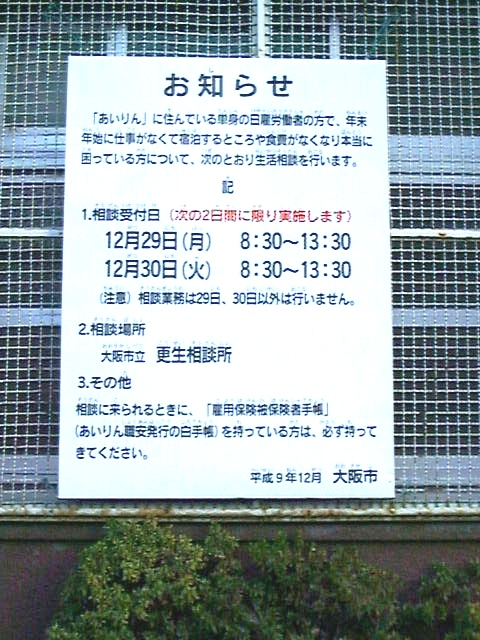 お知らせ
「あいりん」に住んでいる単身の日雇労働者の方で、年末
年始に仕事がなくて宿泊するところや食費がなくなり本当に
困っている方について、次のとおり生活相談を行います。
記
1.相談受付日（次の2日間に限り実施します）
12月29日(月) 8:30〜13:30
12月30日(火) 8:30〜13:30
（注意）相談業務は29日、30日以外は行いません。
2.相談場所
大阪市立 更生相談所
3.その他
相談に来られるときに、「雇用保険被保険者手帳」
(あいりん職安発行の白手帳)を持っている方は、必ず持って
きてください。
平成9年12月 大阪市